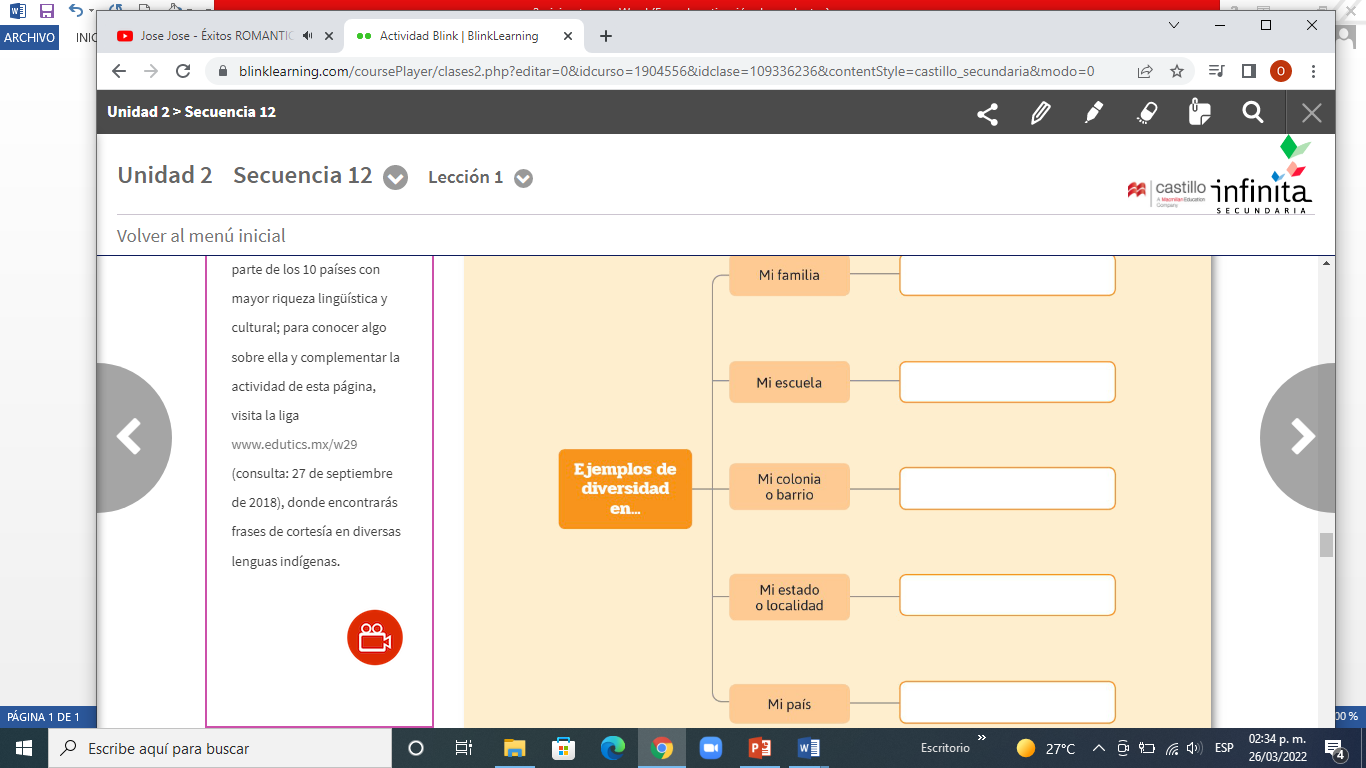 ARCHIVO
INIC
Jose Jose - Éxitos ROMANTIC
Actividad Blink | BlinkLearning
blinklearning.com/coursePlayer/clases2.php?editar=0&idcurso=1904556&idclase=109336236&contentStyle=castillo_secundaria&modo=0
O
Unidad 2 > Secuencia 12
Unidad 2 Secuencia 12 Lección 1
castillo
A Macmillan Education
Company
infinita
SECUNDARIA
Volver al menú inicial
parte de los 10 países con
mayor riqueza lingüística y
cultural; para conocer algo
sobre ella y complementar la
actividad de esta página,
visita la liga
www.edutics.mx/w29
(consulta: 27 de septiembre
de 2018), donde encontrarás
frases de cortesía en diversas
lenguas indígenas.
Ejemplos de
diversidad
en...
Mi familia
Mi escuela
Mi colonia
o barrio
Mi estado
o localidad
Mi país
PÁGINA 1 DE 1
00 %
Escribe aquí para buscar
Escritorio
27°C
ESP
02:34 p. m.
26/03/2022
4